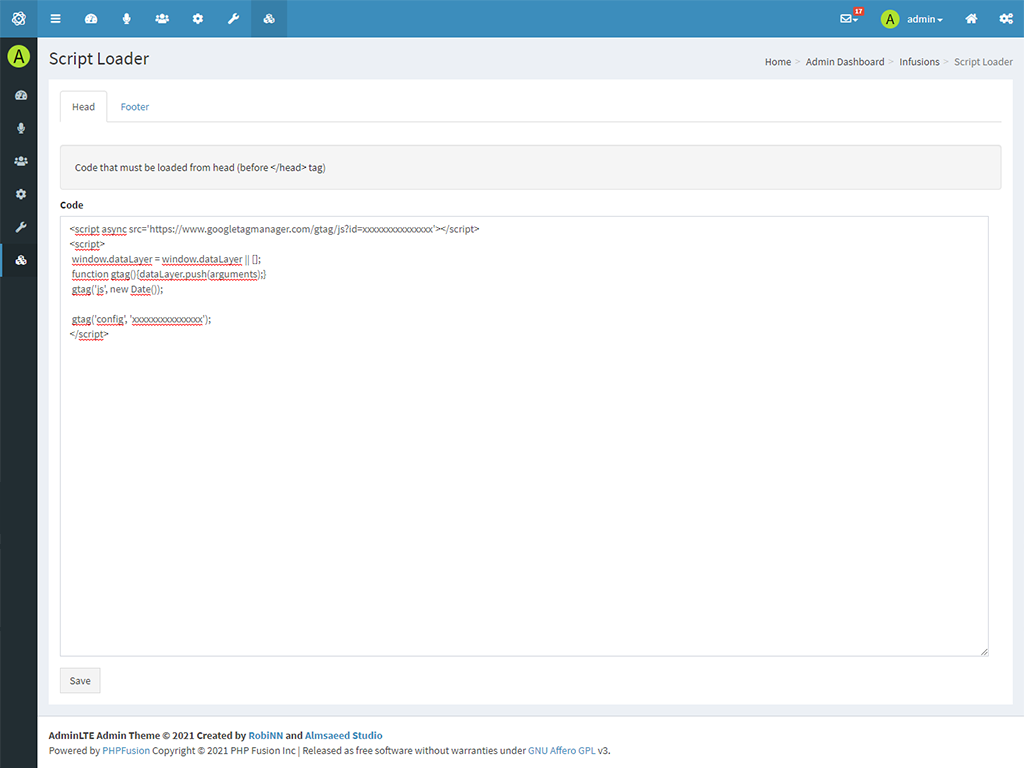 17
A admin
A
Script Loader
Home > Admin Dashboard > Infusions > Script Loader
Head Footer
Code that must be loaded from head (before </head> tag)
Code
<script async src='https://www.googletagmanager.com/gtag/js?id=xxxxxxxxxxxxxx'></script>
<script>
window.dataLayer = window.dataLayer || [];
function gtag(){dataLayer.push(arguments);}
gtag('js', new Date());
gtag('config', 'xxxxxxxxxxxxxx');
</script>
Save
AdminLTE Admin Theme © 2021 Created by RobiNN and Almsaeed Studio
Powered by PHPFusion Copyright © 2021 PHP Fusion Inc | Released as free software without warranties under GNU Affero GPL v3.